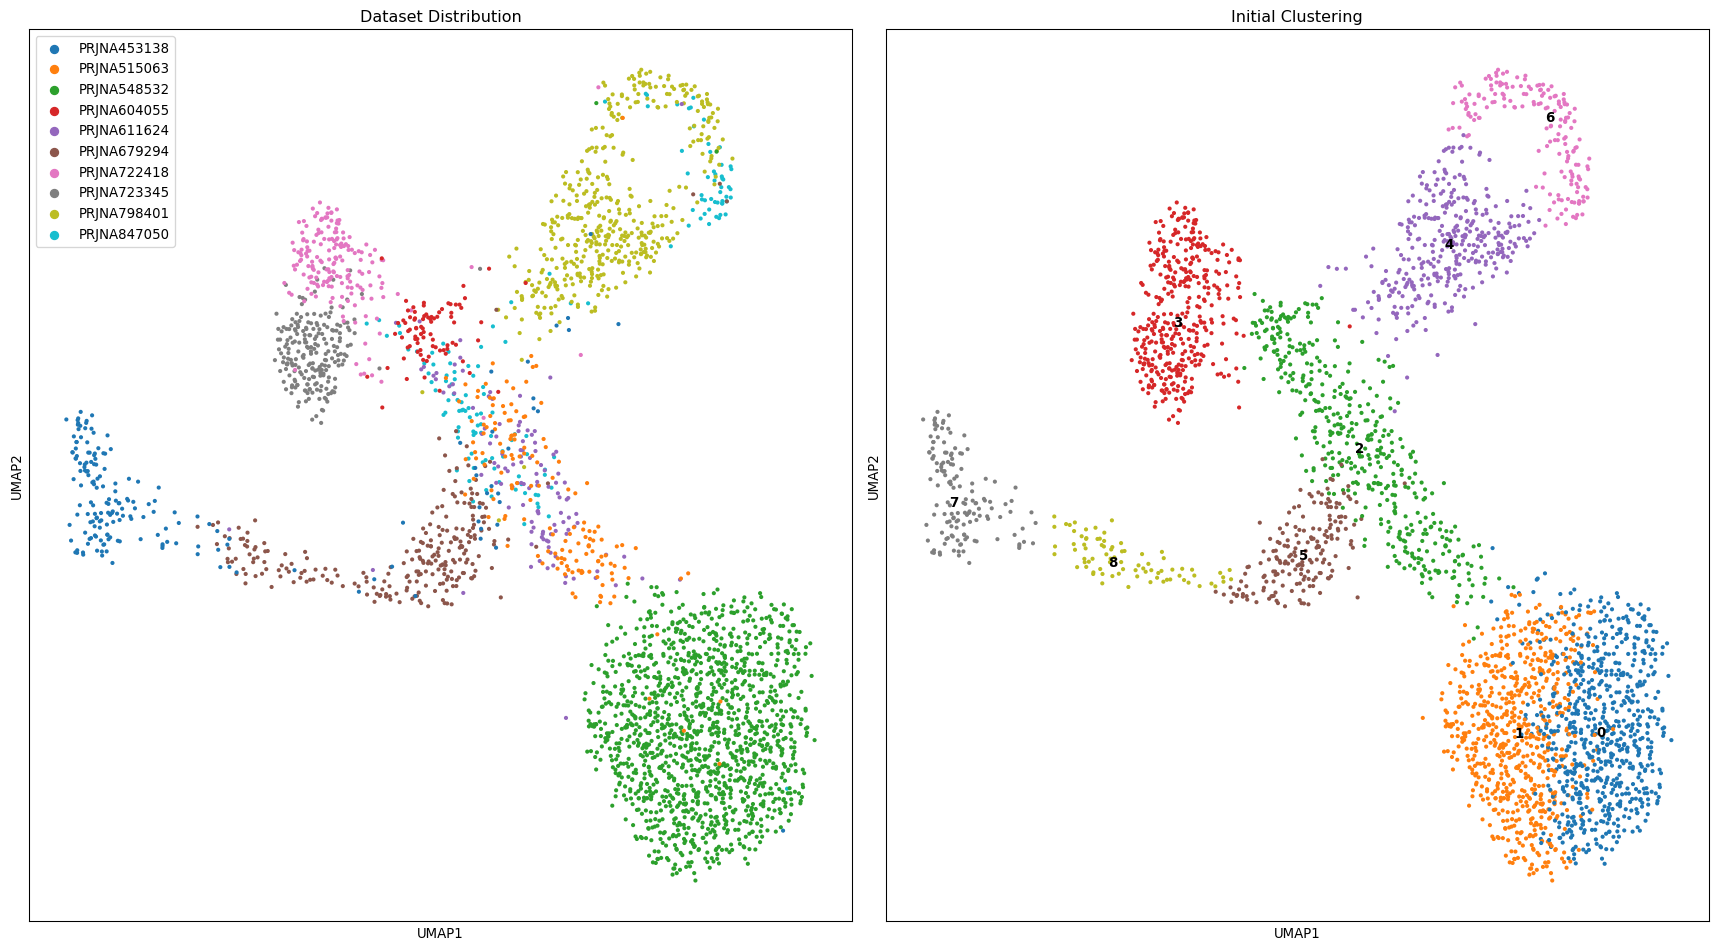 Dataset Distribution
PRJNA453138
PRJNA515063
PRJNA548532
PRJNA604055
PRJNA611624
PRJNA679294
PRJNA722418
PRJNA723345
PRJNA798401
PRJNA847050
UMAP2
UMAP1
Initial Clustering
6
4
3
2
7
5
8
1
0
UMAP2
UMAP1